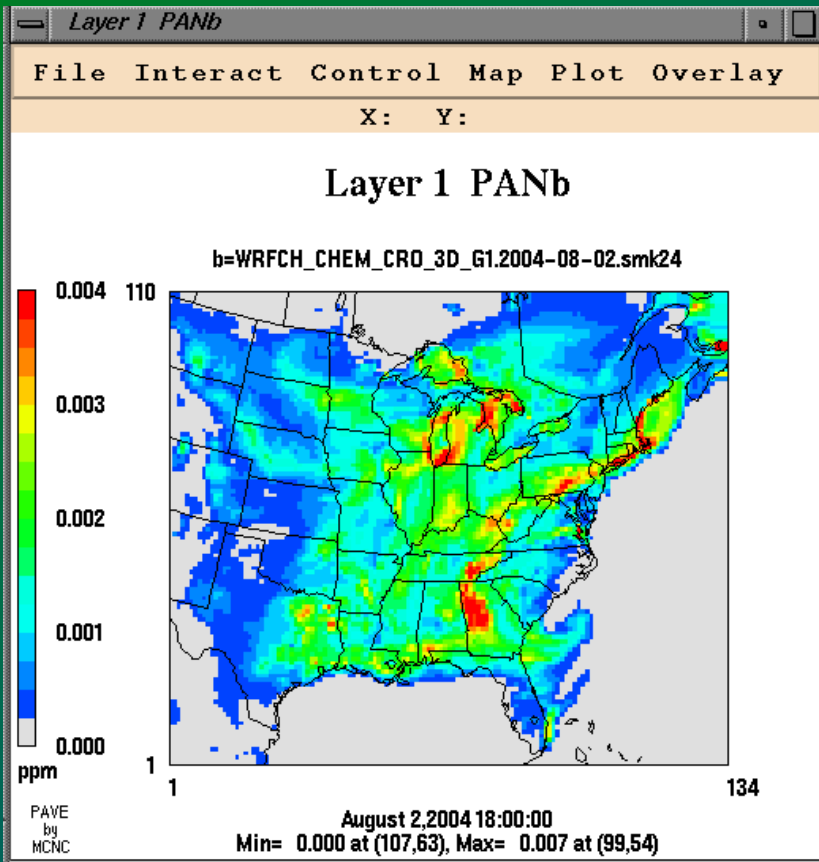 Layer 1 PANb
File Interact Control Map Plot Overlay
X: Y:
Layer 1 PANb
b=WRFCH_CHEM_CRO_3D_G1.2004-08-02.smk24
0.004
0.003
0.002
0.001
0.000
ppm
110
1
1
134
PAVE
by
MCNC
August 2,2004 18:00:00
Min= 0.000 at (107,63), Max= 0.007 at (99,54)